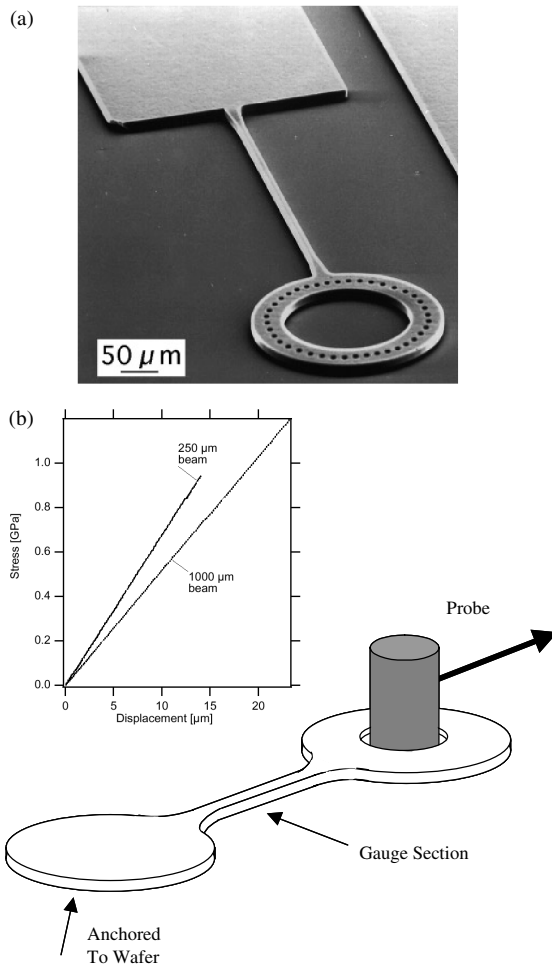 (a)
50 µm
(b)
250 µm
beam
1000 µm
beam
Stress [GPa]
1.0
0.8
0.6
0.4
0.2
0.0
0
5
10
15
20
Displacement [µm]
Probe
Gauge Section
Anchored
To Wafer